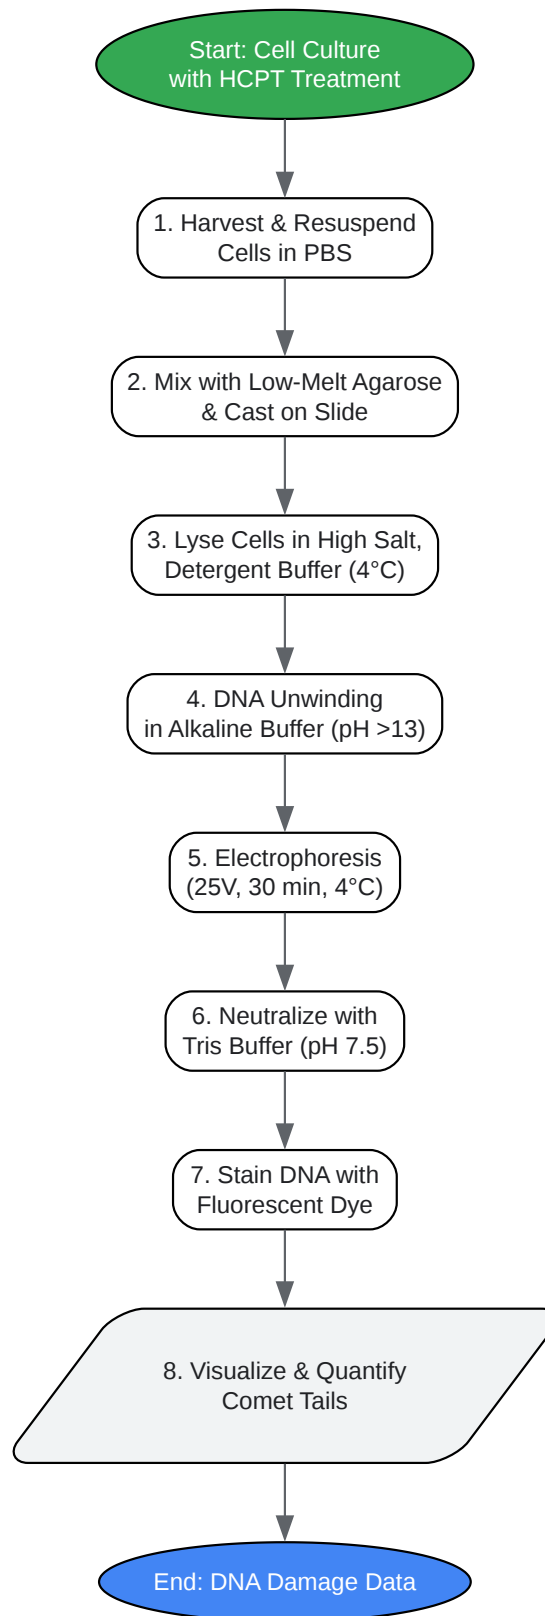 Start: Cell Culture
with HCPT Treatment
1. Harvest & Resuspend
Cells in PBS
2. Mix with Low-Melt Agarose
& Cast on Slide
3. Lyse Cells in High Salt,
Detergent Buffer (4°C)
4. DNA Unwinding
in Alkaline Buffer (pH >13)
5. Electrophoresis
(25V, 30 min, 4°C)
6. Neutralize with
Tris Buffer (pH 7.5)
7. Stain DNA with
Fluorescent Dye
8. Visualize & Quantify
Comet Tails
End: DNA Damage Data